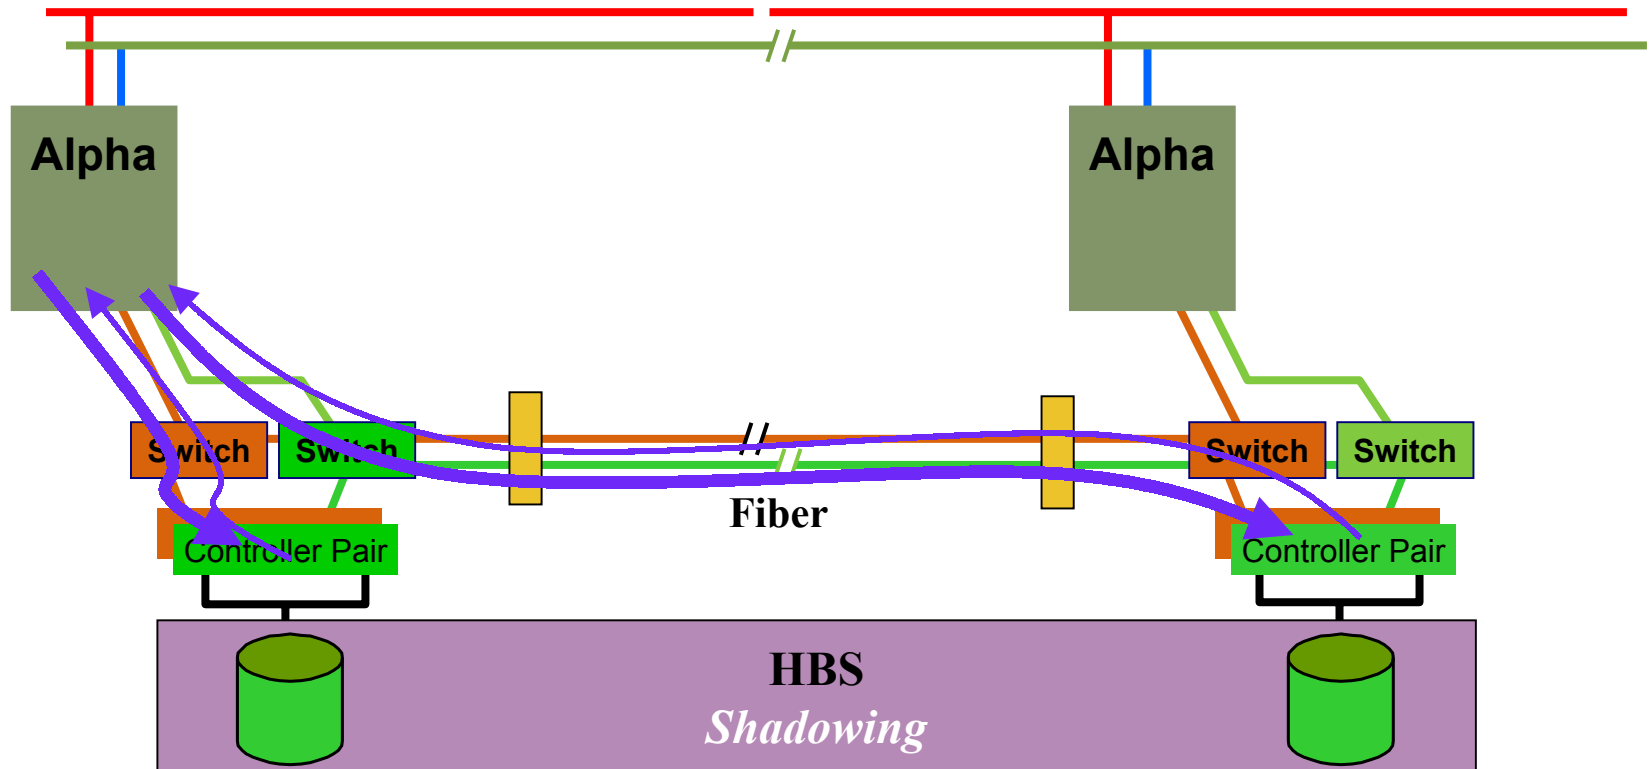 Alpha
Alpha
Switch
Switch
Switch
Switch
Fiber
Controller Pair
Controller Pair
HBS
Shadowing